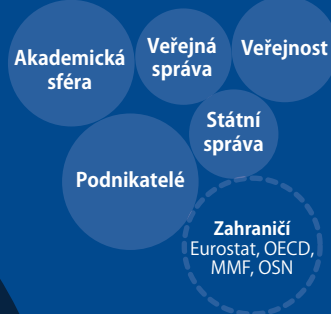 Akademická
sféra
Veřejná
správa
Veřejnost
Státní
správa
Podnikatelé
Zahraničí
Eurostat, OECD,
MMF, OSN